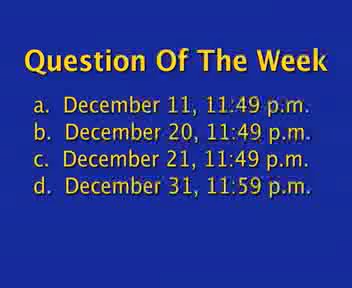 Question Of The Week
a. December 11, 11:49 p.m.
b. December 20, 11:49 p.m.
c. December 21, 11:49 p.m.
d. December 31, 11:59 p.m.